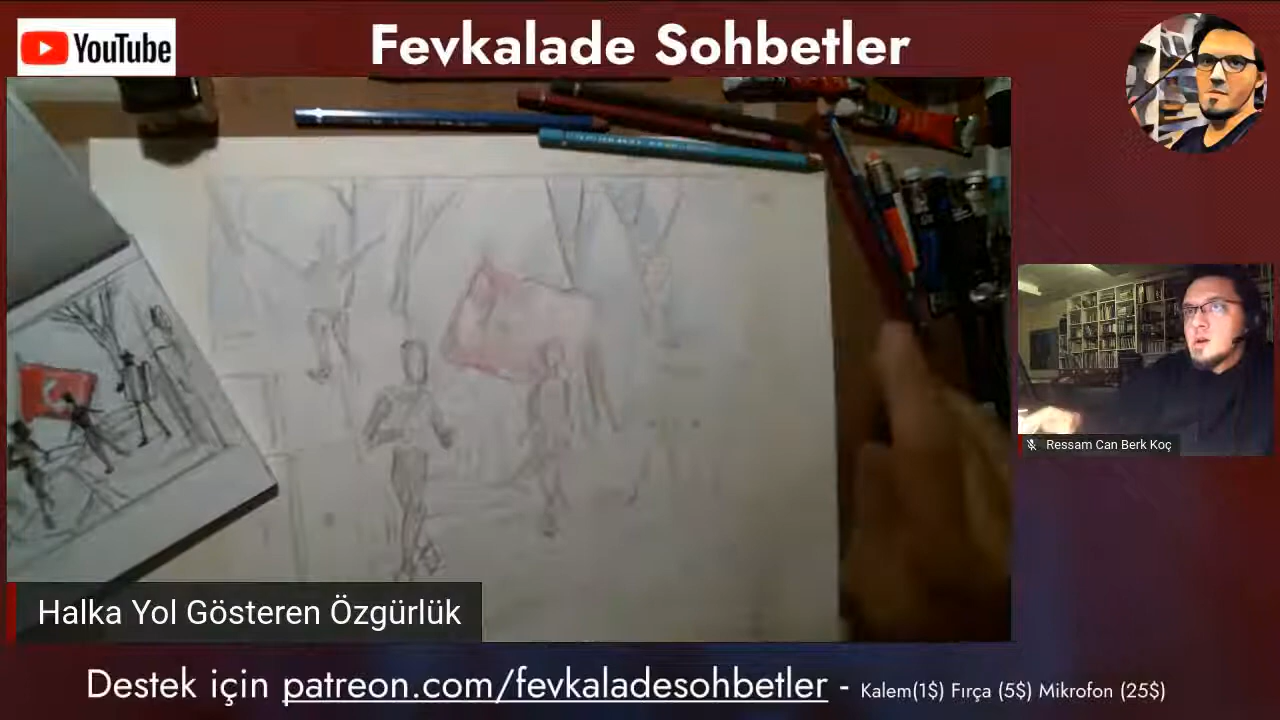 YouTube
Fevkalade Sohbetler
Ressam Can Berk Koç
Halka Yol Gösteren Özgürlük
Destek için patreon.com/fevkaladesohbetler - Kalem(1$) Fırça (5$) Mikrofon (25$)